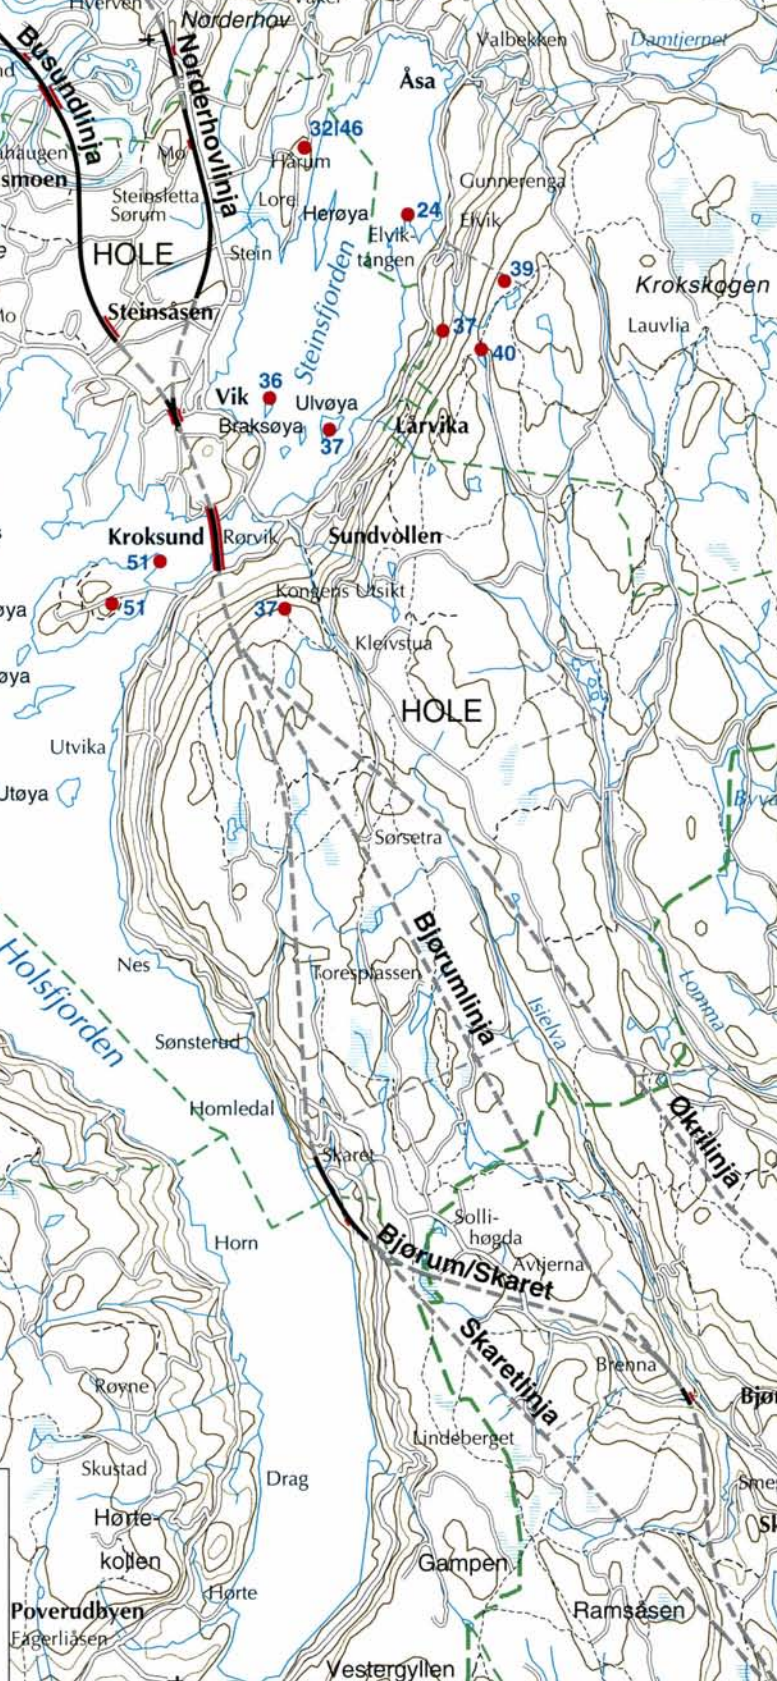 Norderhov
Valbekken
Damtjernet
Busundlinja
Norderhovlinja
Åsa
32|46
Mo
Hårum
smoen
Steinsletta
Sørum
Lore
Herøya
24
Gunnerenga
Elvik
Elvik-
tangen
HOLE
Stein
39
Krokskogen
Steinsåsen
Steinsfjorden
37
Lauvlia
40
36
Vik
Ulvøya
Braksøya
37
Lårvika
Kroksund
Rørvik
Sundvollen
51
Kongens Utsikt
51
37
Kleivstua
HOLE
Utvika
Utøya
Sørsetra
Bjørumlinja
Nes
Toresplassen
Holsfjorden
Isielva
Lomma
Sønsterud
Homledal
Økrilinja
Skaret
Horn
Solli-
høgda
Bjørum/Skaret
Avtjerna
Skaretlinja
Brenna
Røyne
Lindeberget
Skustad
Drag
Hørte-
kollen
Gampen
Hørte
Poverudbyen
Fagerliåsen
Ramsåsen
Vestergyllen